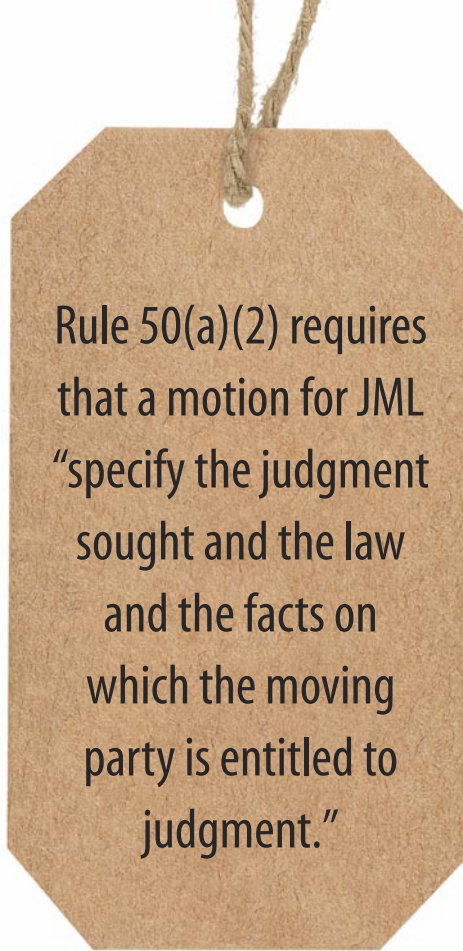 Rule 50(a)(2) requires
that a motion for JML
“specify the judgment
sought and the law
and the facts on
which the moving
party is entitled to
judgment.”